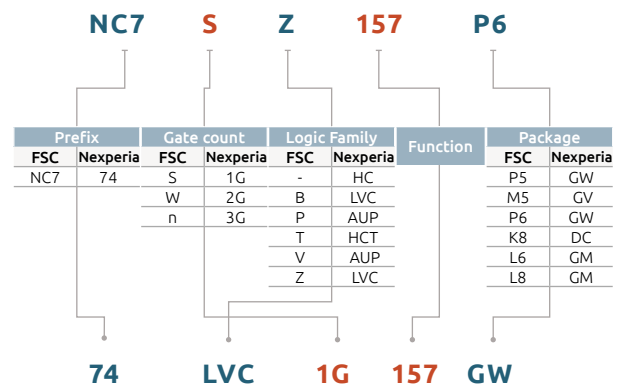 NC7 S Z 157 P6
Prefix Gate count Logic Family Function Package
FSC Nexperia FSC Nexperia FSC Nexperia FSC Nexperia
NC7 74 S 1G - HC P5 GW
W 2G B LVC M5 GV
n 3G P AUP P6 GW
T HCT K8 DC
V AUP L6 GM
Z LVC L8 GM
74 LVC 1G 157 GW